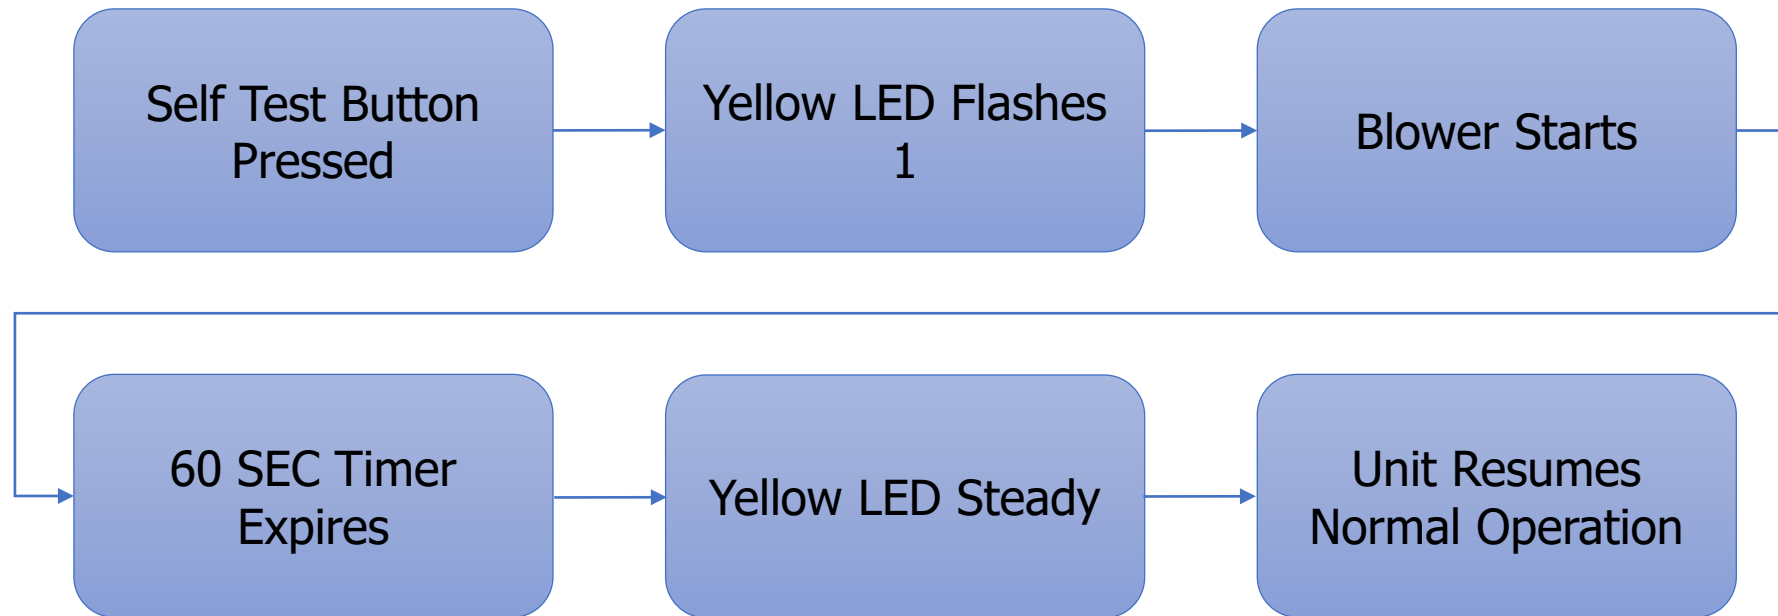 Self Test Button
Pressed
Yellow LED Flashes
1
Blower Starts
60 SEC Timer
Expires
Yellow LED Steady
Unit Resumes
Normal Operation